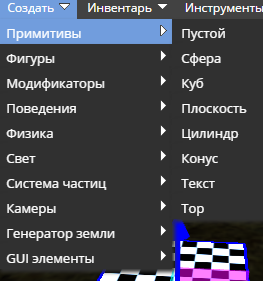 Создать Инвентарь Инструменты
Примитивы
Фигуры
Модификаторы
Поведения
Физика
Свет
Система частиц
Камеры
Генератор земли
GUI элементы
Пустой
Сфера
Куб
Плоскость
Цилиндр
Конус
Текст
Тор